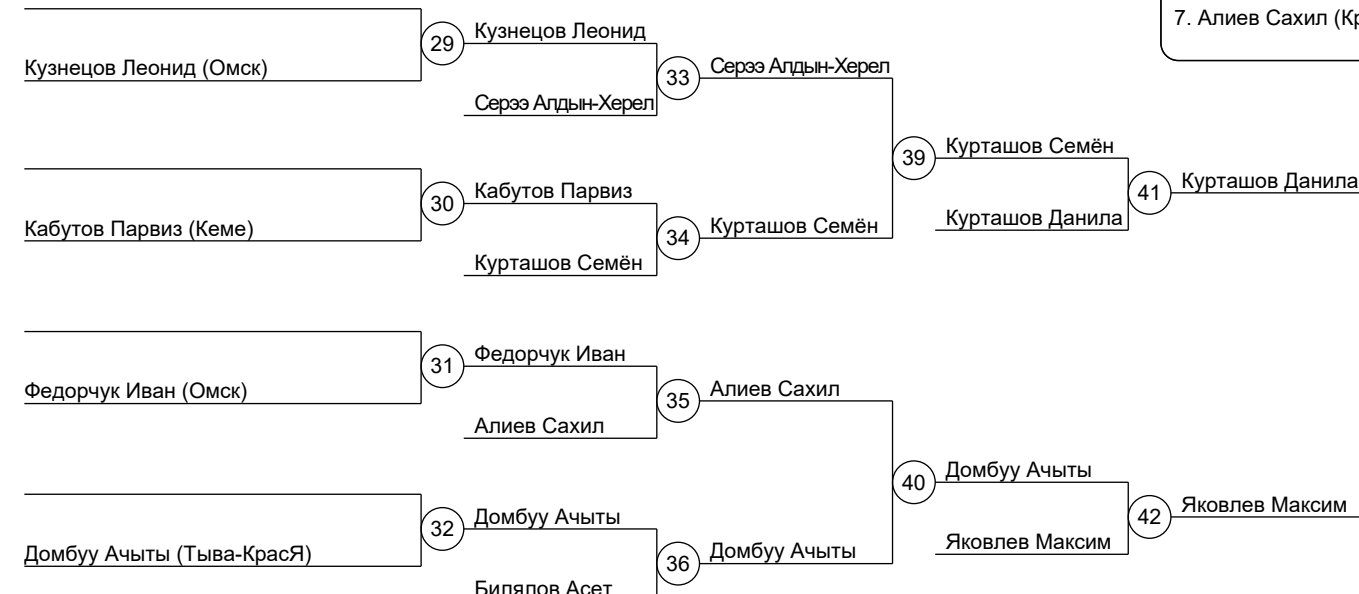 7. Алиев Сахил
29
Кузнецов Леонид
Кузнецов Леонид (Омск)
33
Серээ Алдын-Херел
Серээ Алдын-Херел
39
Курташов Семён
30
Кабутов Парвиз
41
Курташов Данила
Кабутов Парвиз (Кеме)
34
Курташов Семён
Курташов Данила
Курташов Семён
31
Федорчук Иван
Федорчук Иван (Омск)
35
Алиев Сахил
Алиев Сахил
40
Домбуу Ачыты
32
Домбуу Ачыты
42
Яковлев Максим
Домбуу Ачыты (Тыва-КрасЯ)
36
Домбуу Ачыты
Яковлев Максим
Билялов Асет